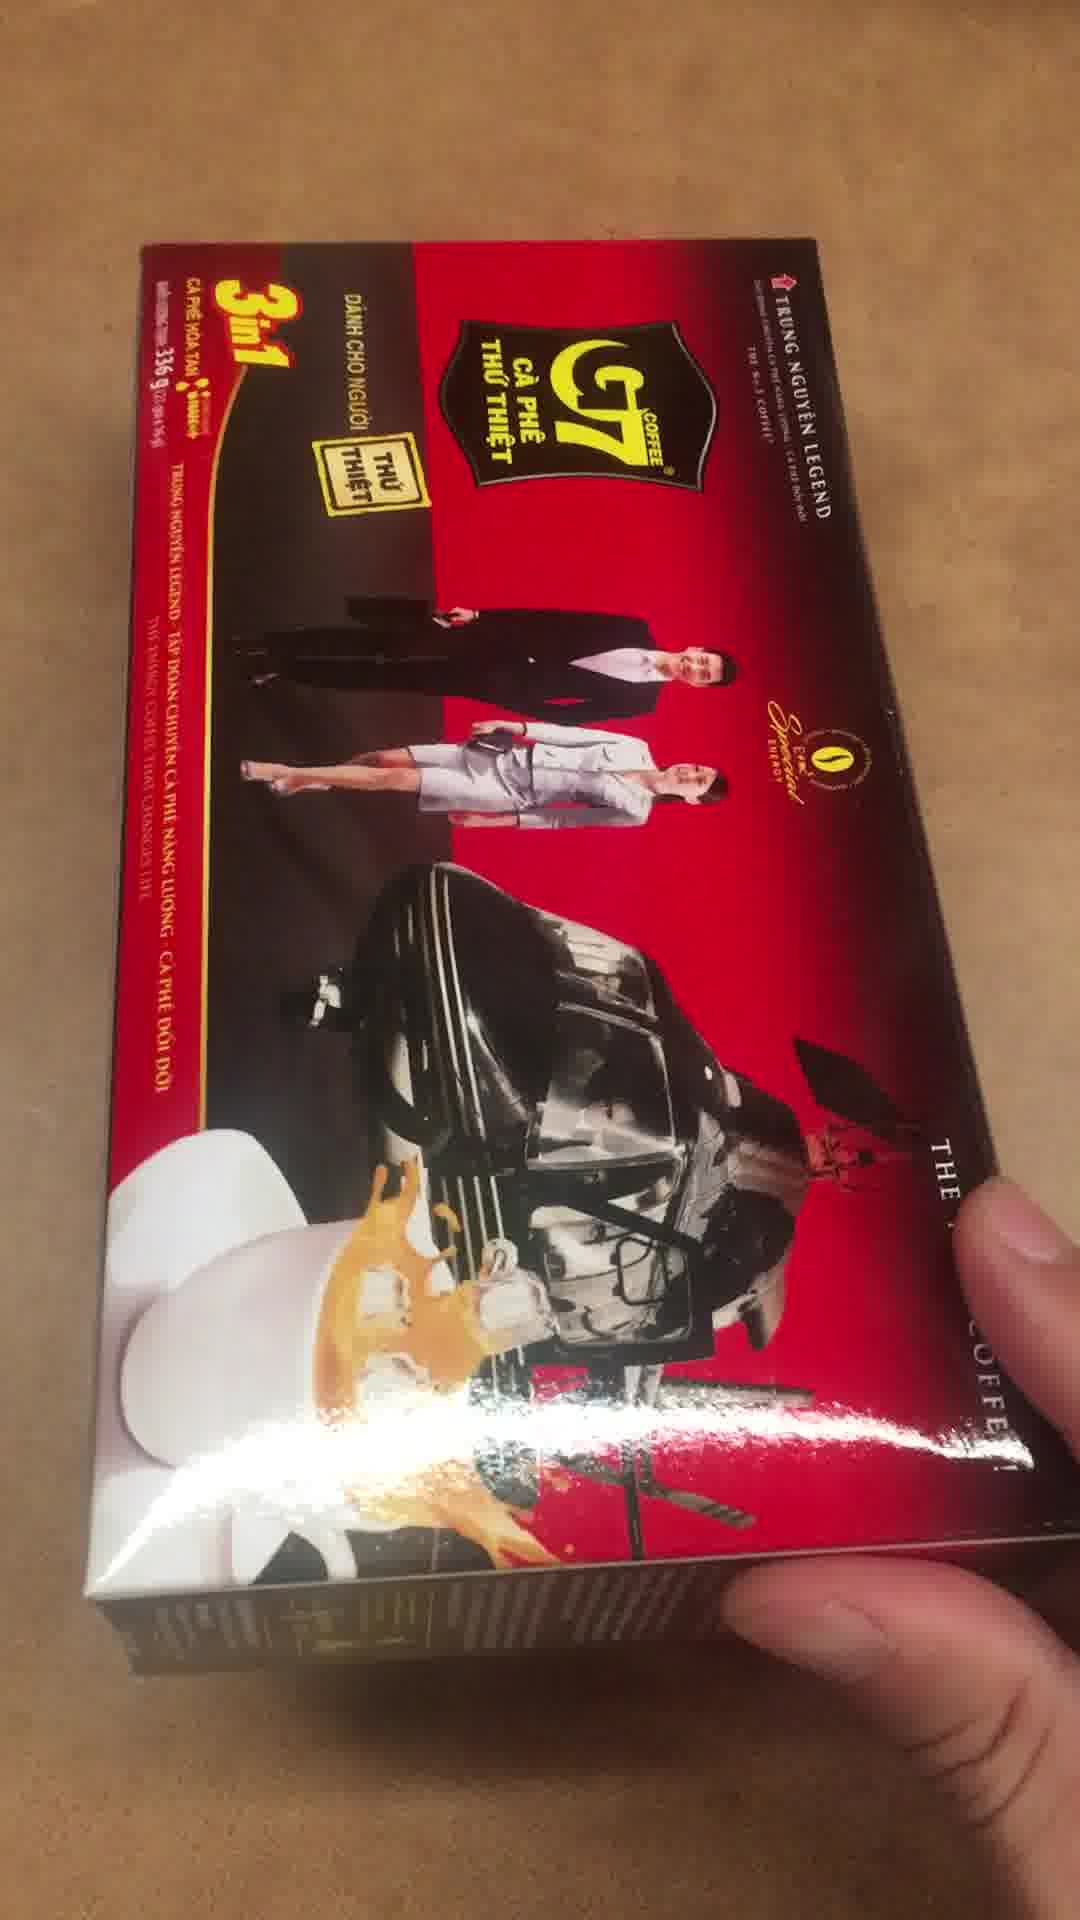 TRUNG NGUYÊN LEGEND
THE No.1 COFFEE
COFFEE
G7
CÀ PHÊ
THỨ THIỆT
Special
ENERGY
THE
COFFEE!
DÀNH CHO NGƯỜI
THỨ
THIỆT
3in1
CÀ PHÊ HÒA TAN
336 g
TRUNG NGUYÊN LEGEND - TẬP ĐOÀN CHUYÊN CÀ PHÊ NĂNG LƯỢNG - CÀ PHÊ ĐỔI ĐỜI
THE ENERGY COFFEE THAT CHANGES LIFE